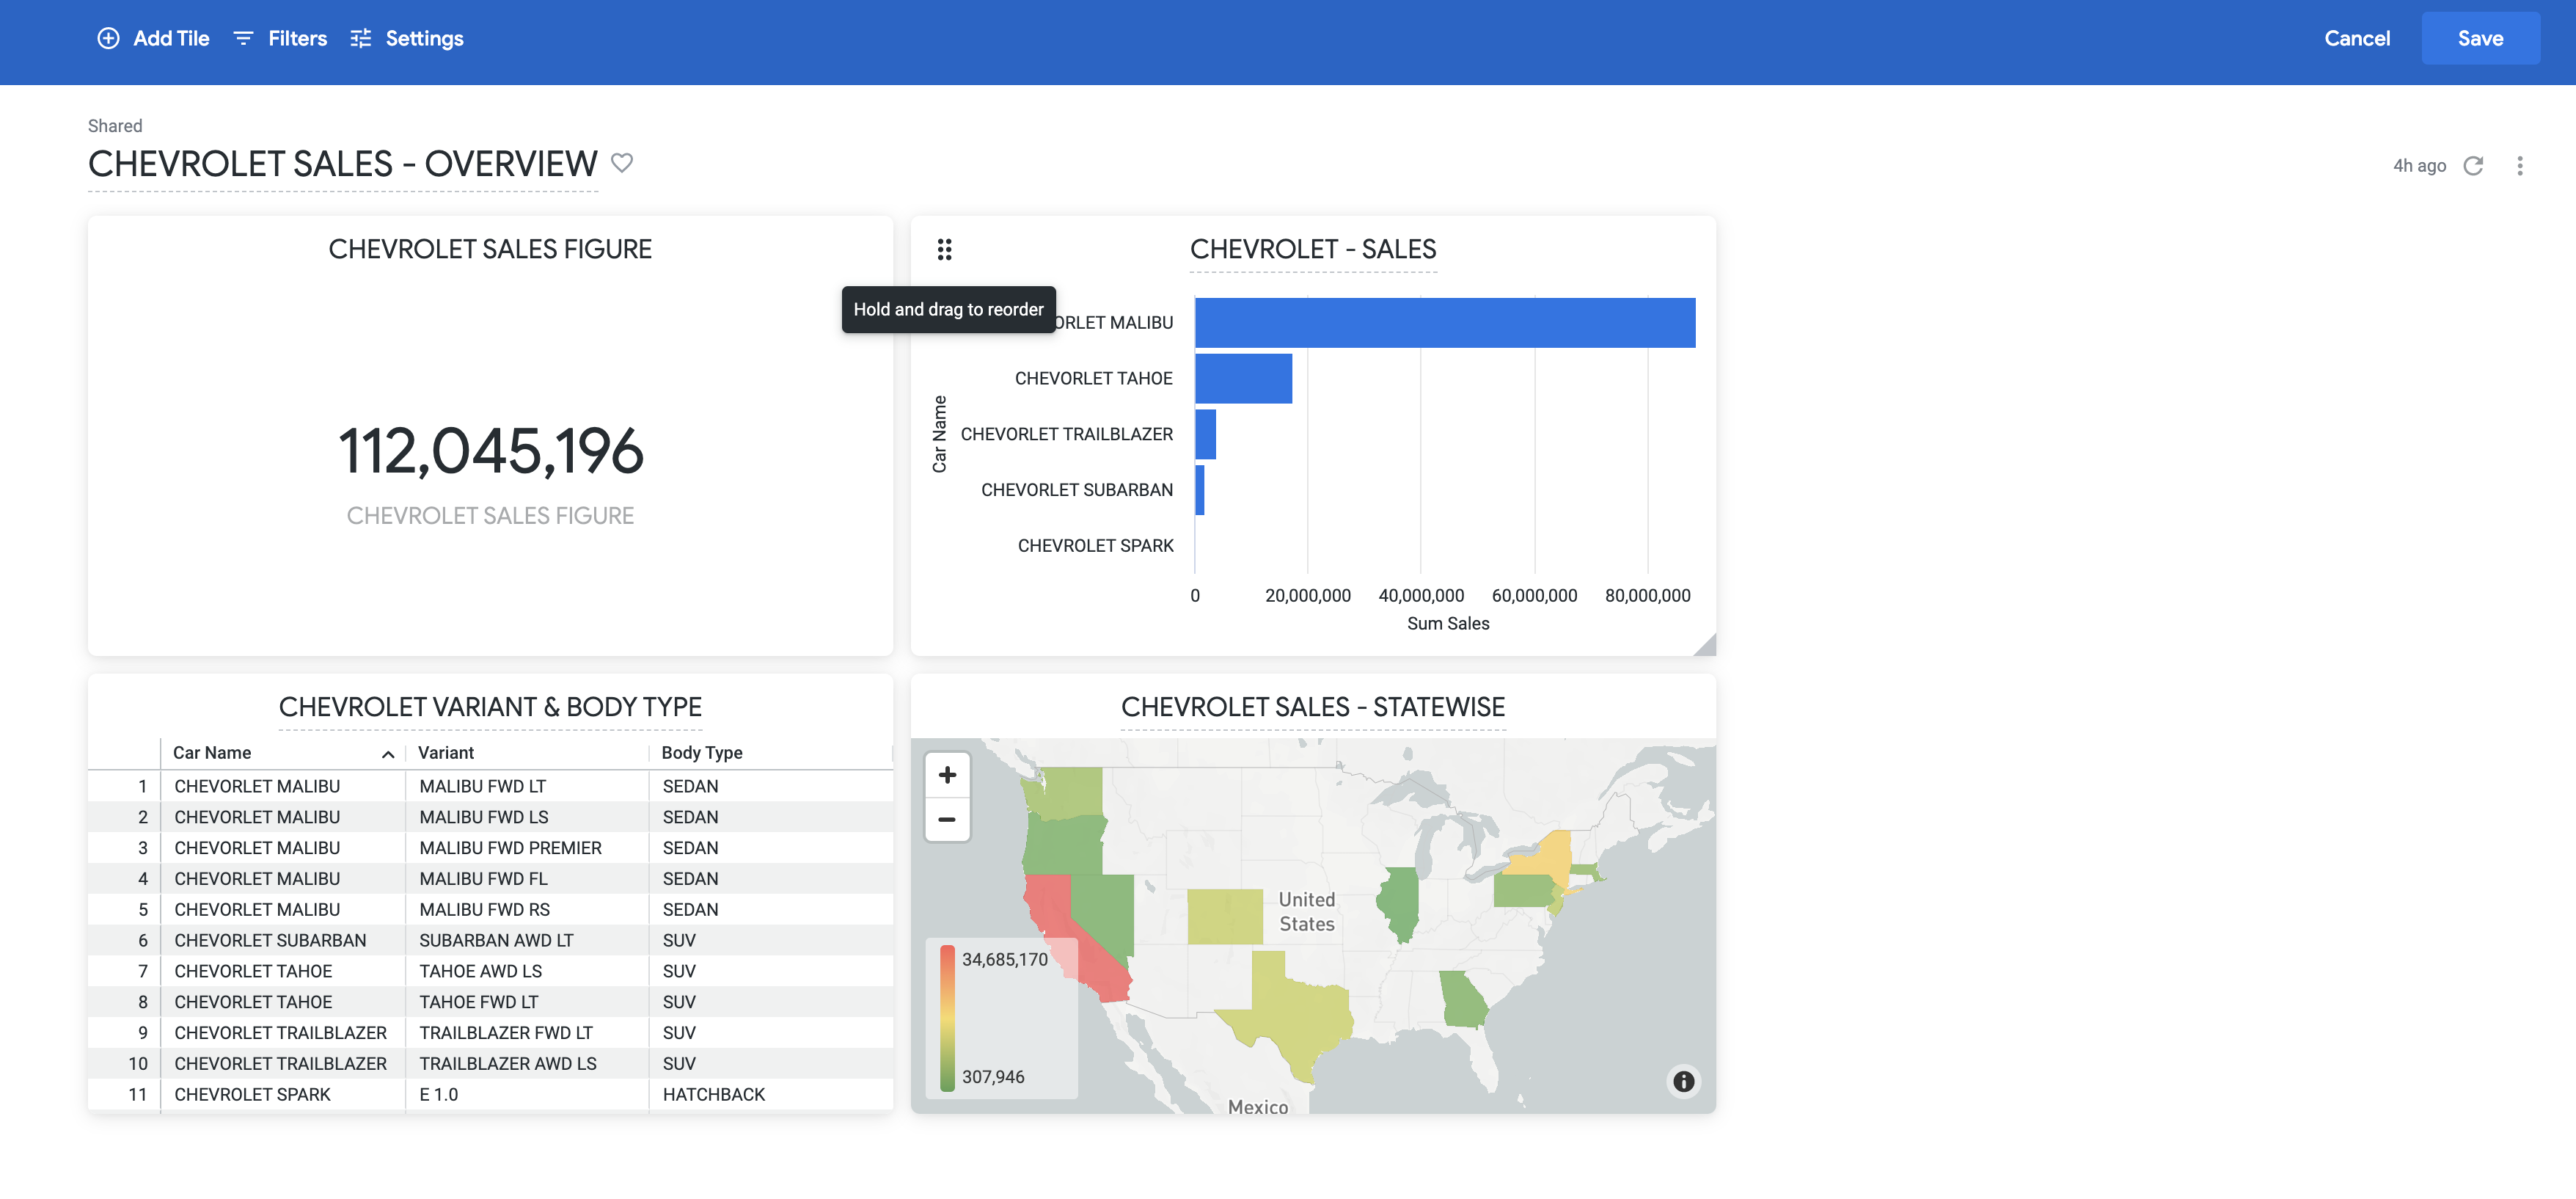 Add Tile Filters Settings Cancel Save
Shared
CHEVROLET SALES - OVERVIEW
4h ago
CHEVROLET SALES FIGURE
112,045,196
CHEVROLET SALES FIGURE
CHEVROLET - SALES
Hold and drag to reorder
ORLET MALIBU
CHEVORLET TAHOE
CHEVORLET TRAILBLAZER
CHEVORLET SUBARBAN
CHEVROLET SPARK
Car Name
0 20,000,000 40,000,000 60,000,000 80,000,000
Sum Sales
CHEVROLET VARIANT & BODY TYPE
Car Name Variant Body Type
1 CHEVORLET MALIBU MALIBU FWD LT SEDAN
2 CHEVORLET MALIBU MALIBU FWD LS SEDAN
3 CHEVORLET MALIBU MALIBU FWD PREMIER SEDAN
4 CHEVORLET MALIBU MALIBU FWD FL SEDAN
5 CHEVORLET MALIBU MALIBU FWD RS SEDAN
6 CHEVORLET SUBARBAN SUBARBAN AWD LT SUV
7 CHEVORLET TAHOE TAHOE AWD LS SUV
8 CHEVORLET TAHOE TAHOE FWD LT SUV
9 CHEVORLET TRAILBLAZER TRAILBLAZER FWD LT SUV
10 CHEVORLET TRAILBLAZER TRAILBLAZER AWD LS SUV
11 CHEVROLET SPARK E 1.0 HATCHBACK
CHEVROLET SALES - STATEWISE
United
States
34,685,170
307,946
Mexico